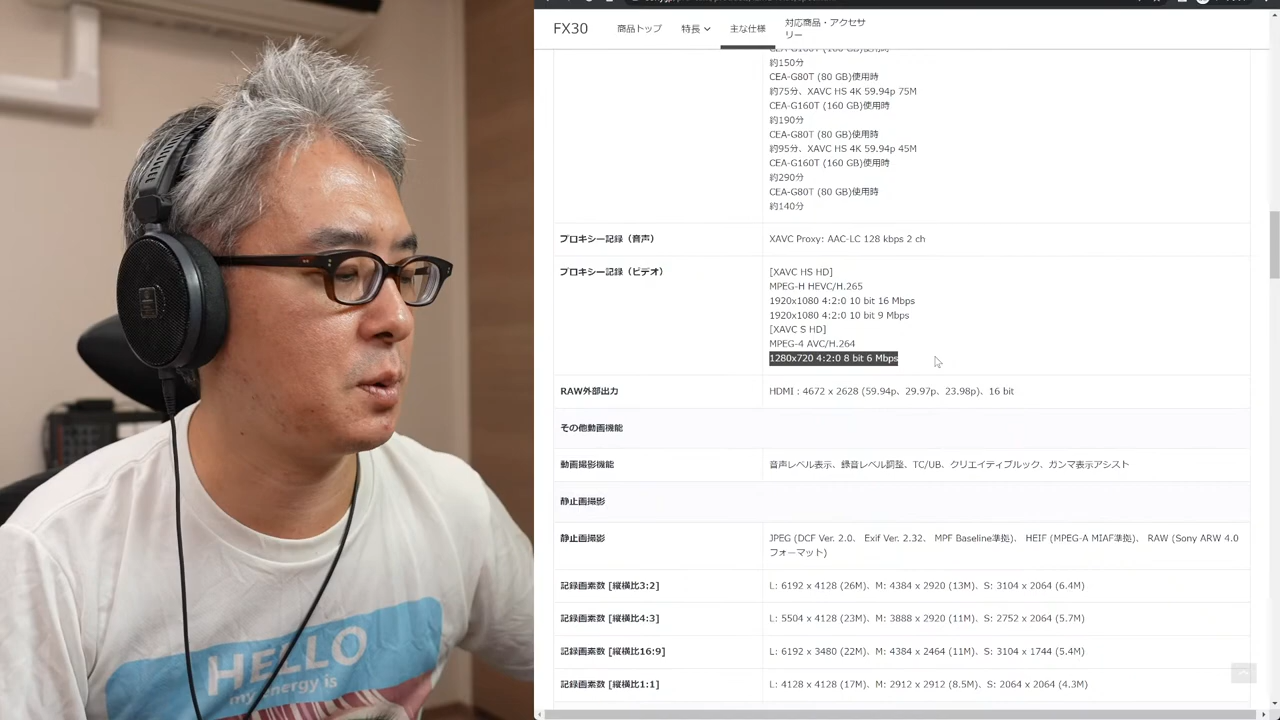 FX30
商品トップ
特長
主な仕様
対応商品・アクセサ
リー
約150分
CEA-G80T (80 GB)使用時
約75分、XAVC HS 4K 59.94p 75M
CEA-G160T (160 GB)使用時
約190分
CEA-G80T (80 GB)使用時
約95分、XAVC HS 4K 59.94p 45M
CEA-G160T (160 GB)使用時
約290分
CEA-G80T (80 GB)使用時
約140分
プロキシー記録（音声）
XAVC Proxy: AAC-LC 128 kbps 2 ch
プロキシー記録（ビデオ）
[XAVC HS HD]
MPEG-H HEVC/H.265
1920x1080 4:2:0 10 bit 16 Mbps
1920x1080 4:2:0 10 bit 9 Mbps
[XAVC S HD]
MPEG-4 AVC/H.264
1280x720 4:2:0 8 bit 6 Mbps
RAW外部出力
HDMI : 4672 x 2628 (59.94p、29.97p、23.98p)、16 bit
その他動画機能
動画撮影機能
音声レベル表示、録音レベル調整、TC/UB、クリエイティブルック、ガンマ表示アシスト
静止画撮影
静止画撮影
JPEG (DCF Ver. 2.0、 Exif Ver. 2.32、 MPF Baseline準拠)、 HEIF (MPEG-A MIAF準拠)、 RAW (Sony ARW 4.0
フォーマット)
記録画素数 [縦横比3:2]
L: 6192 x 4128 (26M)、M: 4384 x 2920 (13M)、S: 3104 x 2064 (6.4M)
記録画素数 [縦横比4:3]
L: 5504 x 4128 (23M)、M: 3888 x 2920 (11M)、S: 2752 x 2064 (5.7M)
記録画素数 [縦横比16:9]
L: 6192 x 3480 (22M)、M: 4384 x 2464 (11M)、S: 3104 x 1744 (5.4M)
記録画素数 [縦横比1:1]
L: 4128 x 4128 (17M)、M: 2912 x 2912 (8.5M)、S: 2064 x 2064 (4.3M)
HELLO
my energy is